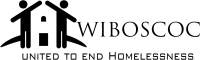 WIBOSCOC
UNITED TO END HOMELESSNESS